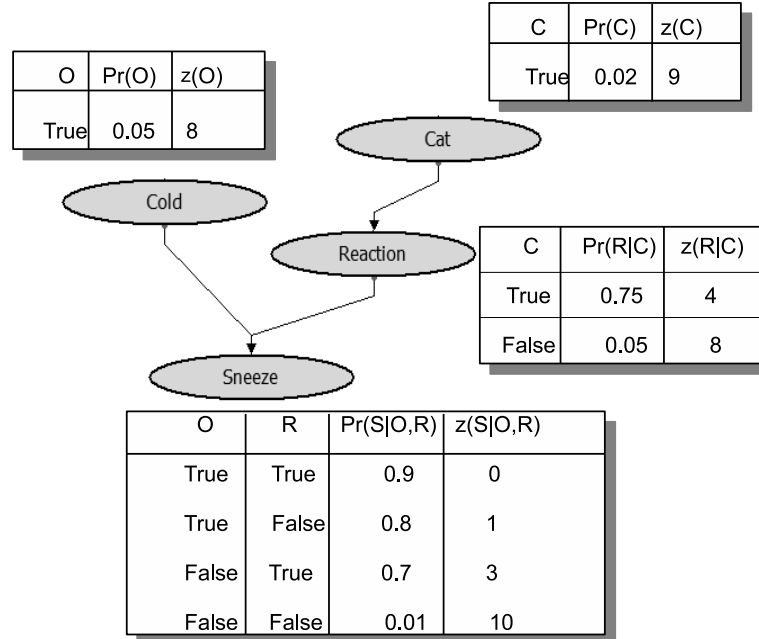 C Pr(C) z(C)
True 0.02 9
O Pr(O) z(O)
True 0.05 8
Cat
Cold
Reaction
C Pr(R|C) z(R|C)
True 0.75 4
False 0.05 8
Sneeze
O R Pr(S|O,R) z(S|O,R)
True True 0.9 0
True False 0.8 1
False True 0.7 3
False False 0.01 10